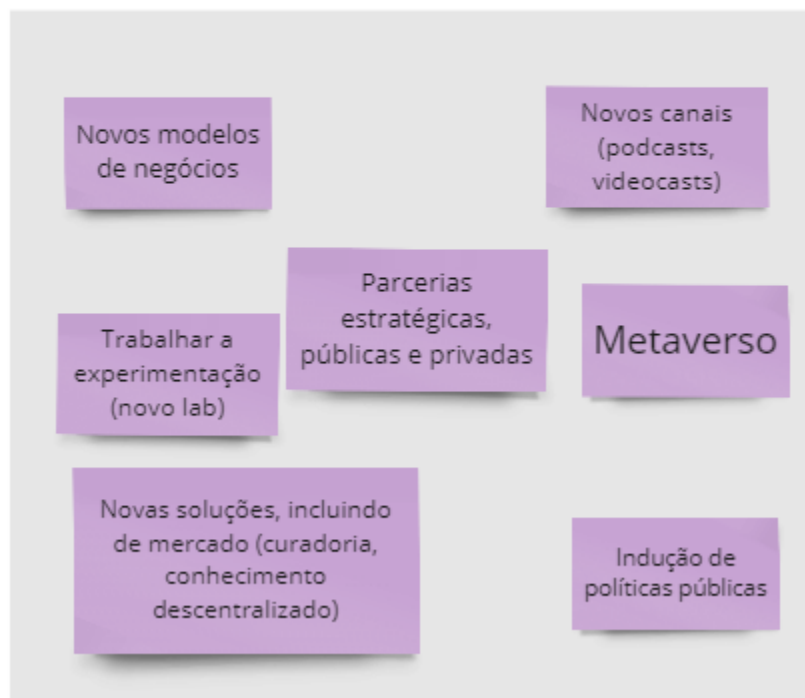 Novos modelos
de negócios
Novos canais
(podcasts,
videocasts)
Parcerias
estratégicas,
públicas e privadas
Metaverso
Trabalhar a
experimentação
(novo lab)
Novas soluções, incluindo
de mercado (curadoria,
conhecimento
descentralizado)
Indução de
políticas públicas